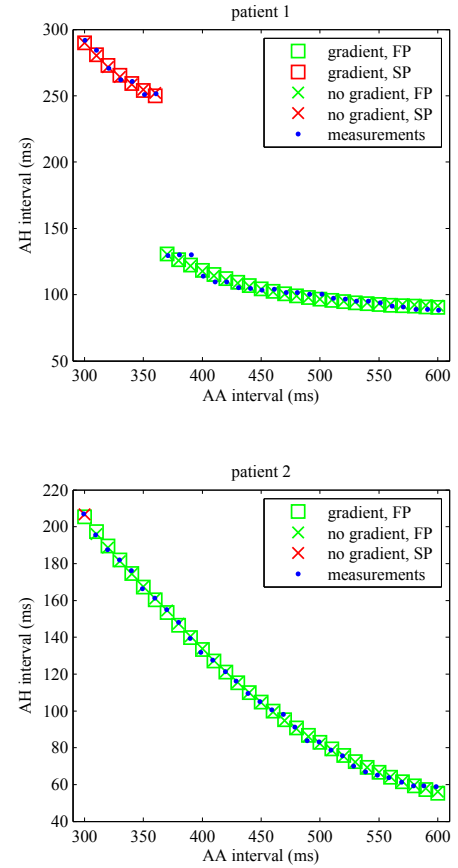 patient 1
300
250
200
150
100
50
AH interval (ms)
gradient, FP
gradient, SP
no gradient, FP
no gradient, SP
measurements
300 350 400 450 500 550 600
AA interval (ms)
patient 2
220
200
180
160
140
120
100
80
60
40
AH interval (ms)
gradient, FP
no gradient, FP
no gradient, SP
measurements
300 350 400 450 500 550 600
AA interval (ms)